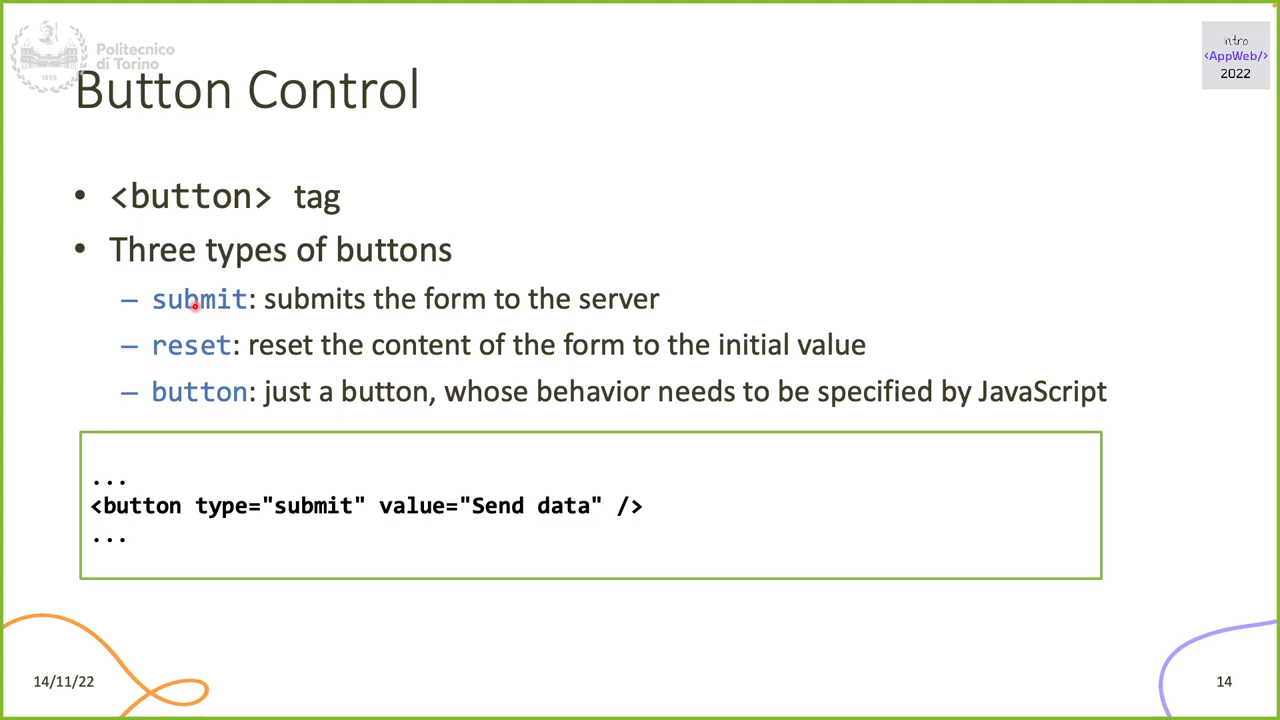 Politecnico
di Torino
1859
intro
<AppWeb/>
2022
Button Control
• <button> tag
• Three types of buttons
– submit: submits the form to the server
– reset: reset the content of the form to the initial value
– button: just a button, whose behavior needs to be specified by JavaScript
...
<button type="submit" value="Send data" />
...
14/11/22
14